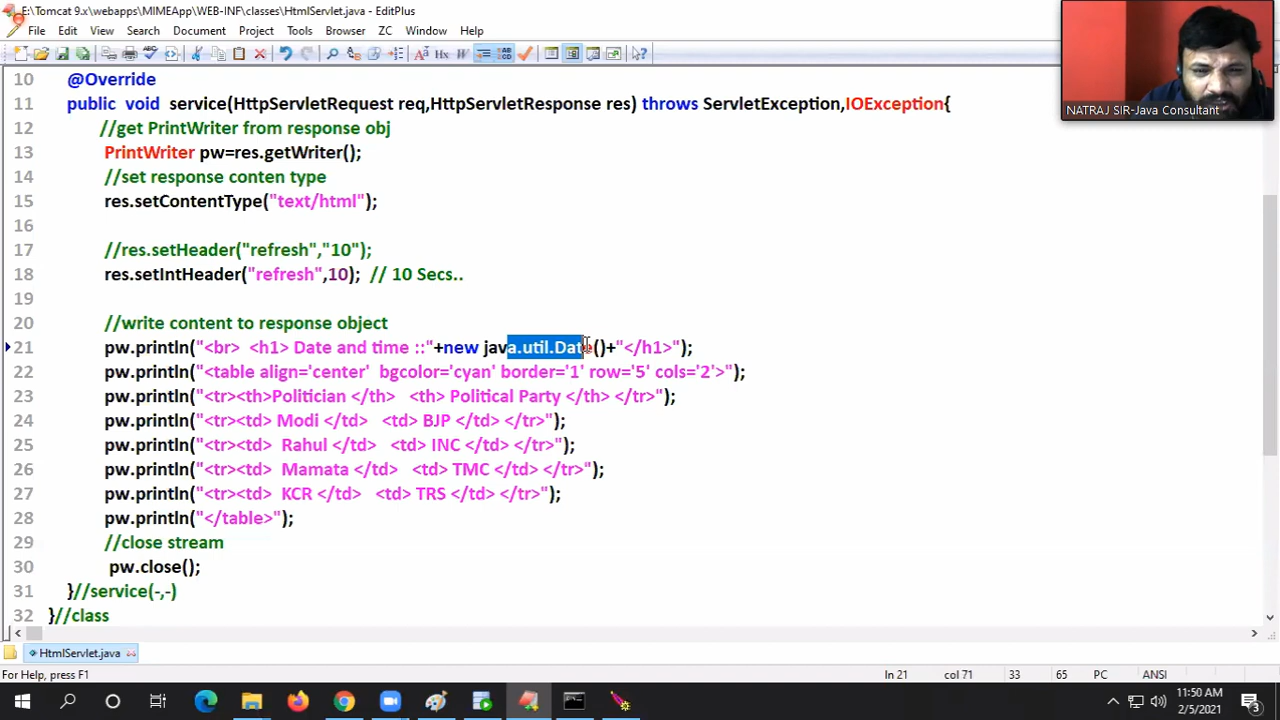 E:\Tomcat 9.x\webapps\MIMEApp\WEB-INF\classes\HtmlServlet.java - EditPlus
File Edit View Search Document Project Tools Browser ZC Window Help
NATRAJ SIR-Java Consultant
10 @Override
11 public void service(HttpServletRequest req,HttpServletResponse res) throws ServletException,IOException{
12 //get PrintWriter from response obj
13 PrintWriter pw=res.getWriter();
14 //set response conten type
15 res.setContentType("text/html");
16
17 //res.setHeader("refresh","10");
18 res.setIntHeader("refresh",10); // 10 Secs..
19
20 //write content to response object
21 pw.println("<br> <h1> Date and time ::"+new java.util.Date()+"</h1>");
22 pw.println("<table align='center' bgcolor='cyan' border='1' row='5' cols='2'>");
23 pw.println("<tr><th>Politician </th> <th> Political Party </th> </tr>");
24 pw.println("<tr><td> Modi </td> <td> BJP </td> </tr>");
25 pw.println("<tr><td> Rahul </td> <td> INC </td> </tr>");
26 pw.println("<tr><td> Mamata </td> <td> TMC </td> </tr>");
27 pw.println("<tr><td> KCR </td> <td> TRS </td> </tr>");
28 pw.println("</table>");
29 //close stream
30 pw.close();
31 }//service(-,-)
32 }//class
HtmlServlet.java
For Help, press F1 ln 21 col 71 33 65 PC ANSI
11:50 AM
2/5/2021
3